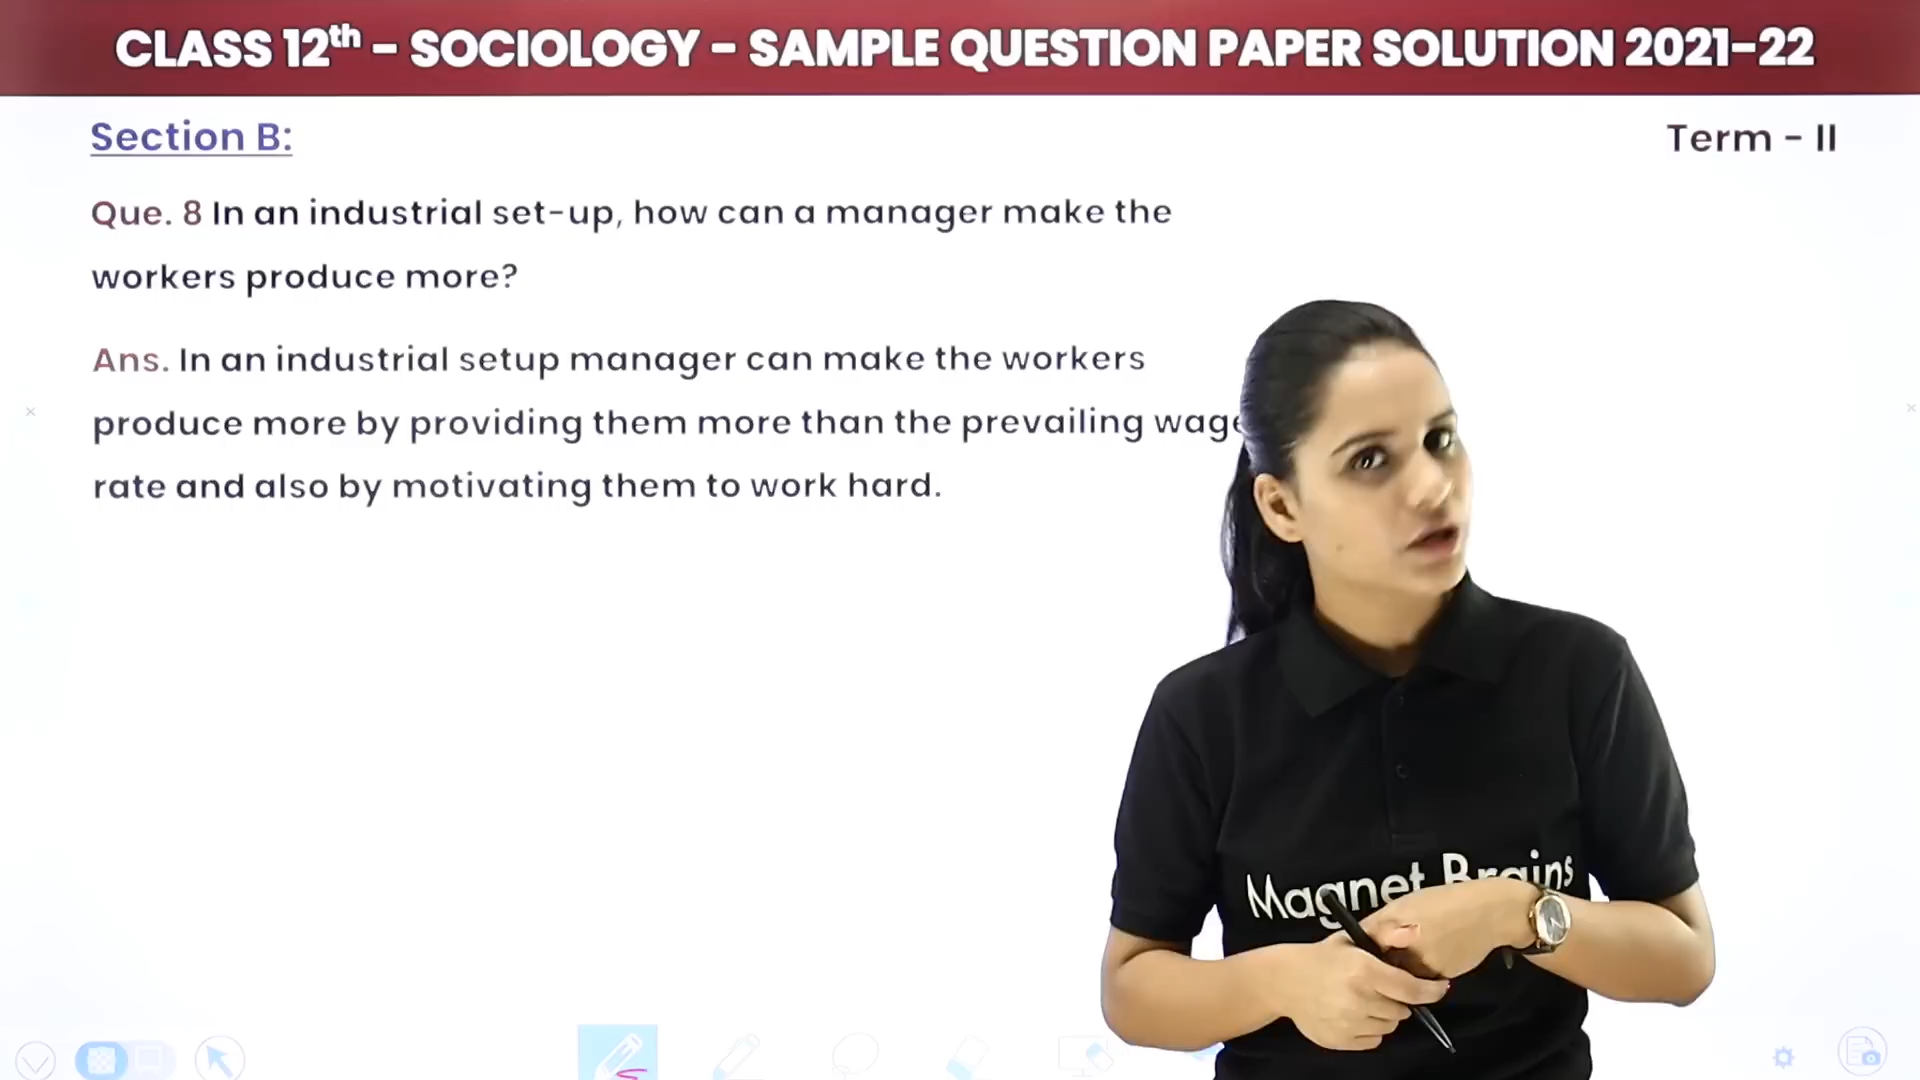 CLASS 12th - SOCIOLOGY - SAMPLE QUESTION PAPER SOLUTION 2021-22
Section B:
Term - II
Que. 8 In an industrial set-up, how can a manager make the
workers produce more?
Ans. In an industrial setup manager can make the workers
produce more by providing them more than the prevailing wage
rate and also by motivating them to work hard.
Magnet Brains